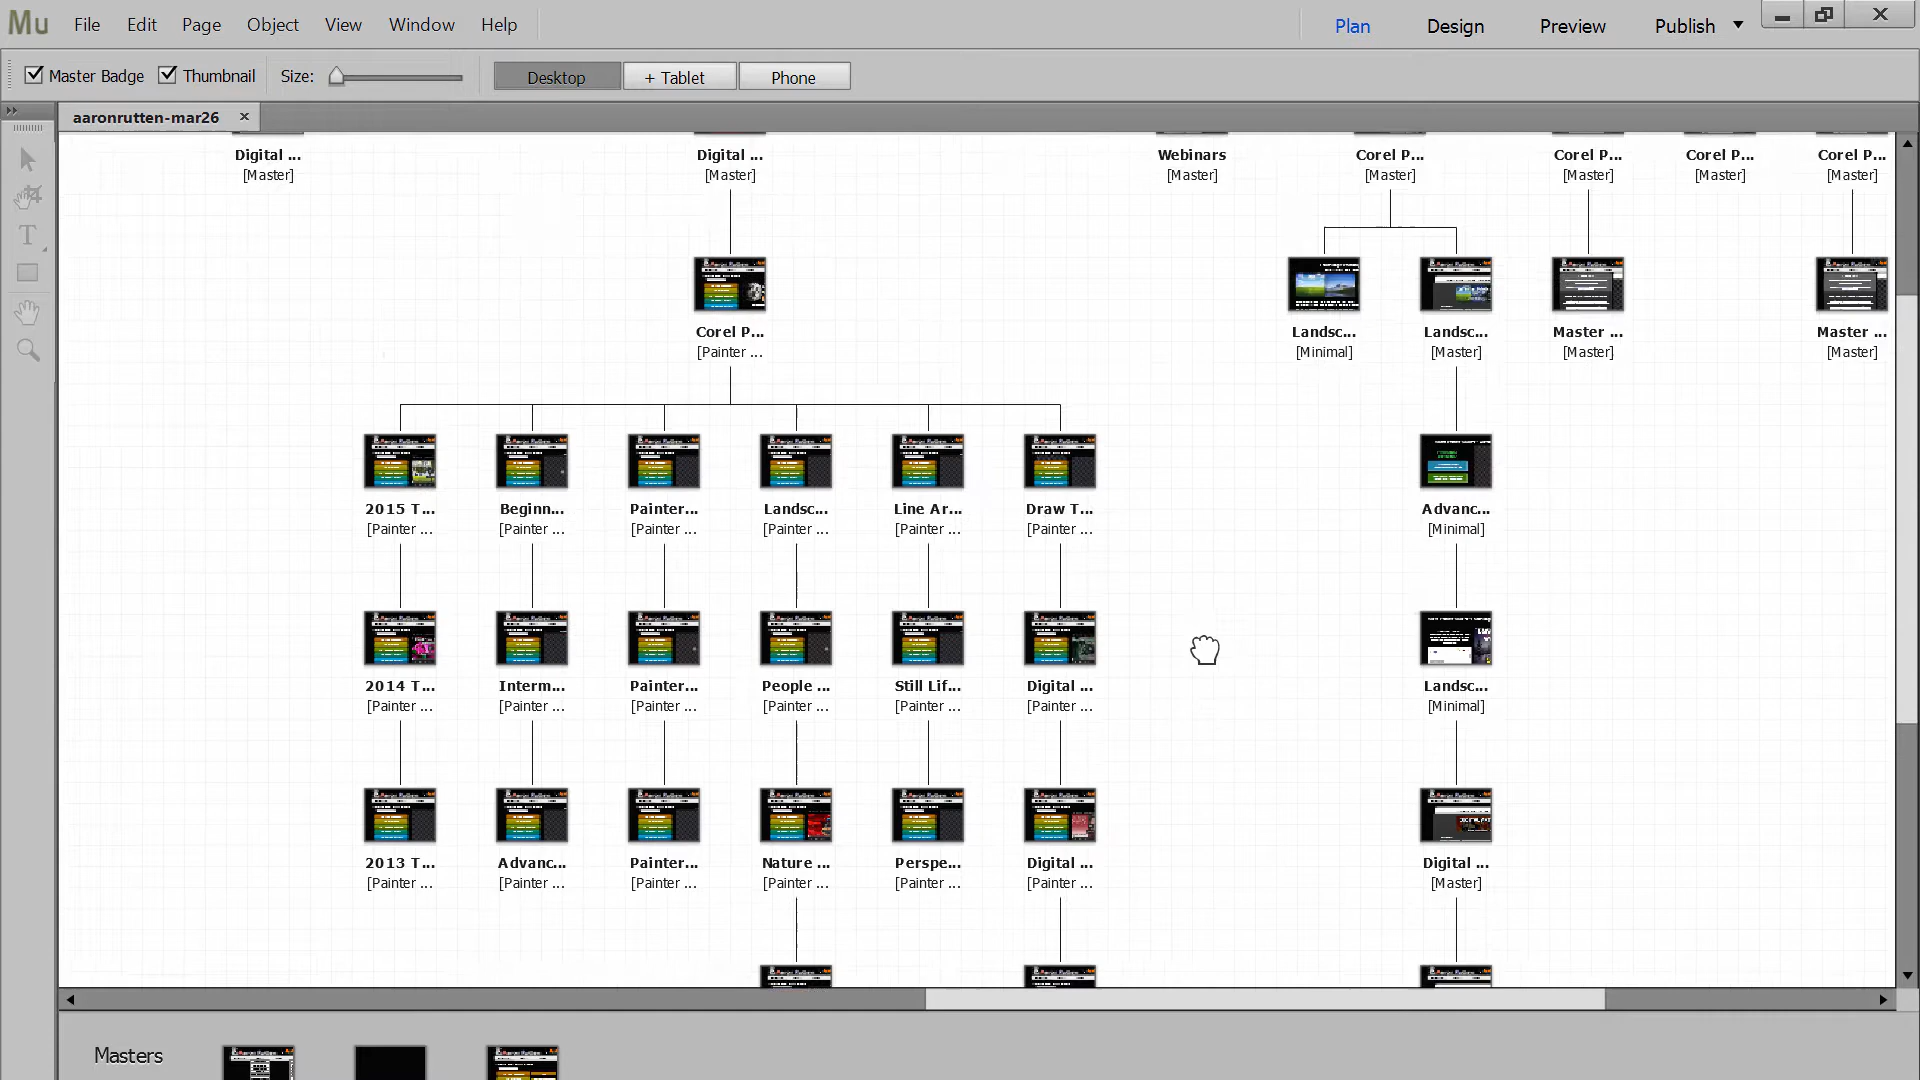 Mu File Edit Page Object View Window Help Plan Design Preview Publish
Master Badge Thumbnail Size: Desktop + Tablet Phone
aaronrutten-mar26
Digital ... Digital ... Webinars Corel P... Corel P... Corel P... Corel P...
[Master] [Master] [Master] [Master] [Master] [Master] [Master]
Corel P... Landsc... Landsc... Master ... Master ...
[Painter ... [Minimal] [Master] [Master] [Master]
2015 T... Beginn... Painter... Landsc... Line Ar... Draw T... Advanc...
[Painter ... [Painter ... [Painter ... [Painter ... [Painter ... [Painter ... [Minimal]
2014 T... Interm... Painter... People ... Still Lif... Digital ... Landsc...
[Painter ... [Painter ... [Painter ... [Painter ... [Painter ... [Painter ... [Minimal]
2013 T... Advanc... Painter... Nature ... Perspe... Digital ... Digital ...
[Painter ... [Painter ... [Painter ... [Painter ... [Painter ... [Painter ... [Master]
Masters